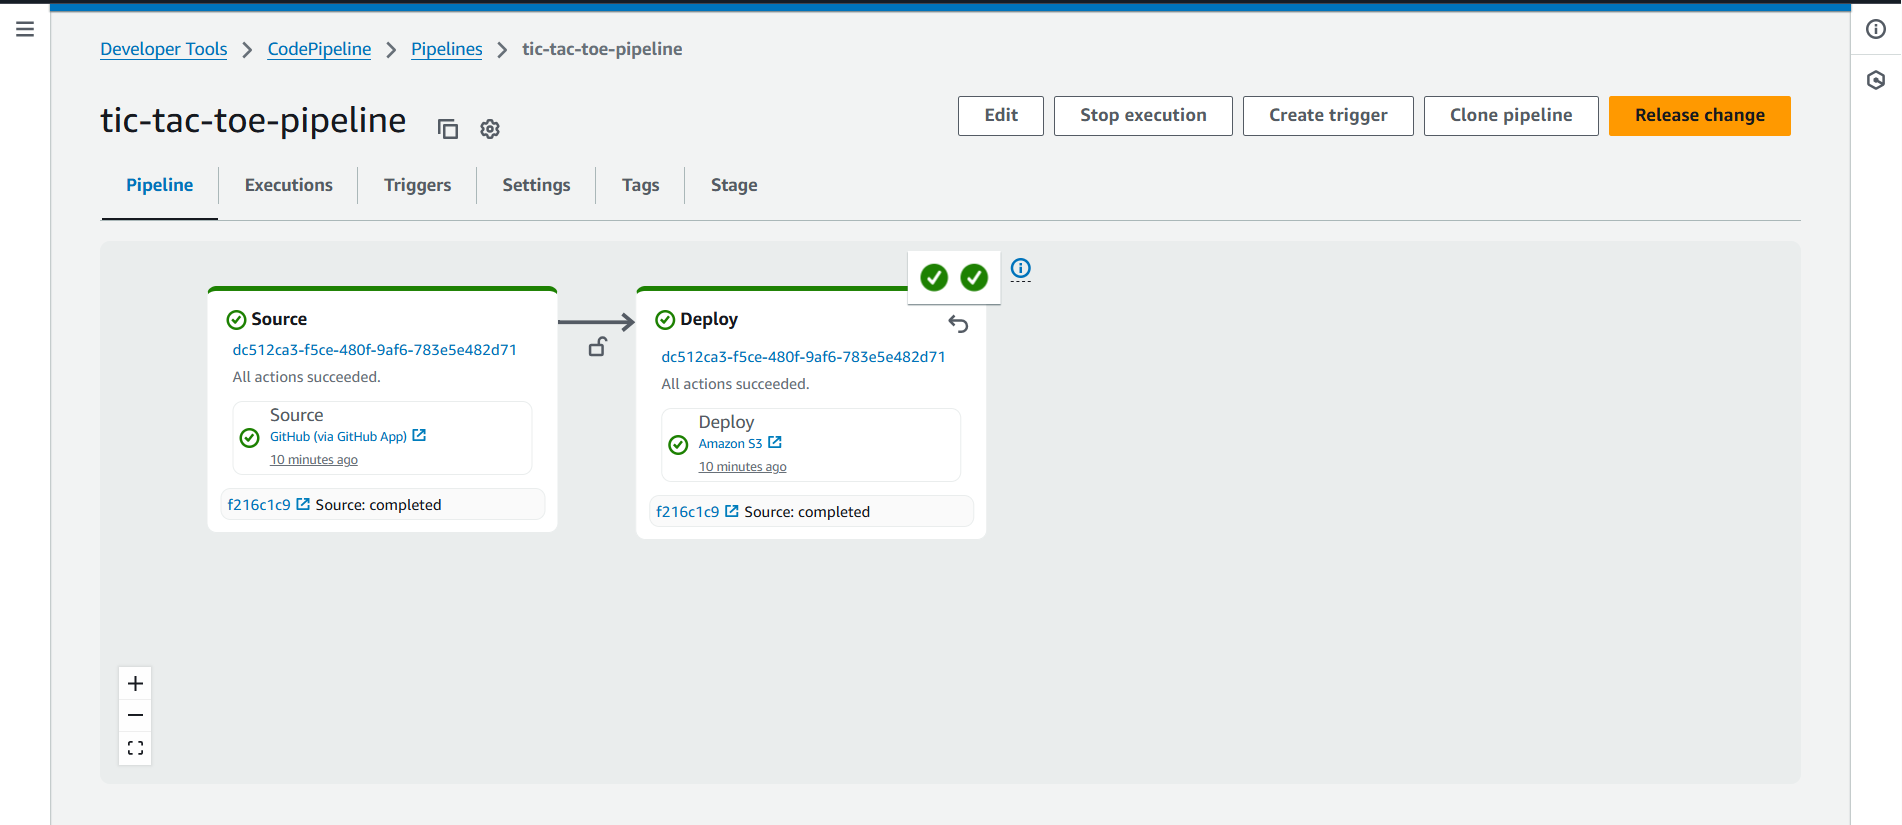 Developer Tools > CodePipeline > Pipelines > tic-tac-toe-pipeline
tic-tac-toe-pipeline
Edit
Stop execution
Create trigger
Clone pipeline
Release change
Pipeline
Executions
Triggers
Settings
Tags
Stage
Source
dc512ca3-f5ce-480f-9af6-783e5e482d71
All actions succeeded.
Source
GitHub (via GitHub App)
10 minutes ago
f216c1c9 Source: completed
Deploy
dc512ca3-f5ce-480f-9af6-783e5e482d71
All actions succeeded.
Deploy
Amazon S3
10 minutes ago
f216c1c9 Source: completed